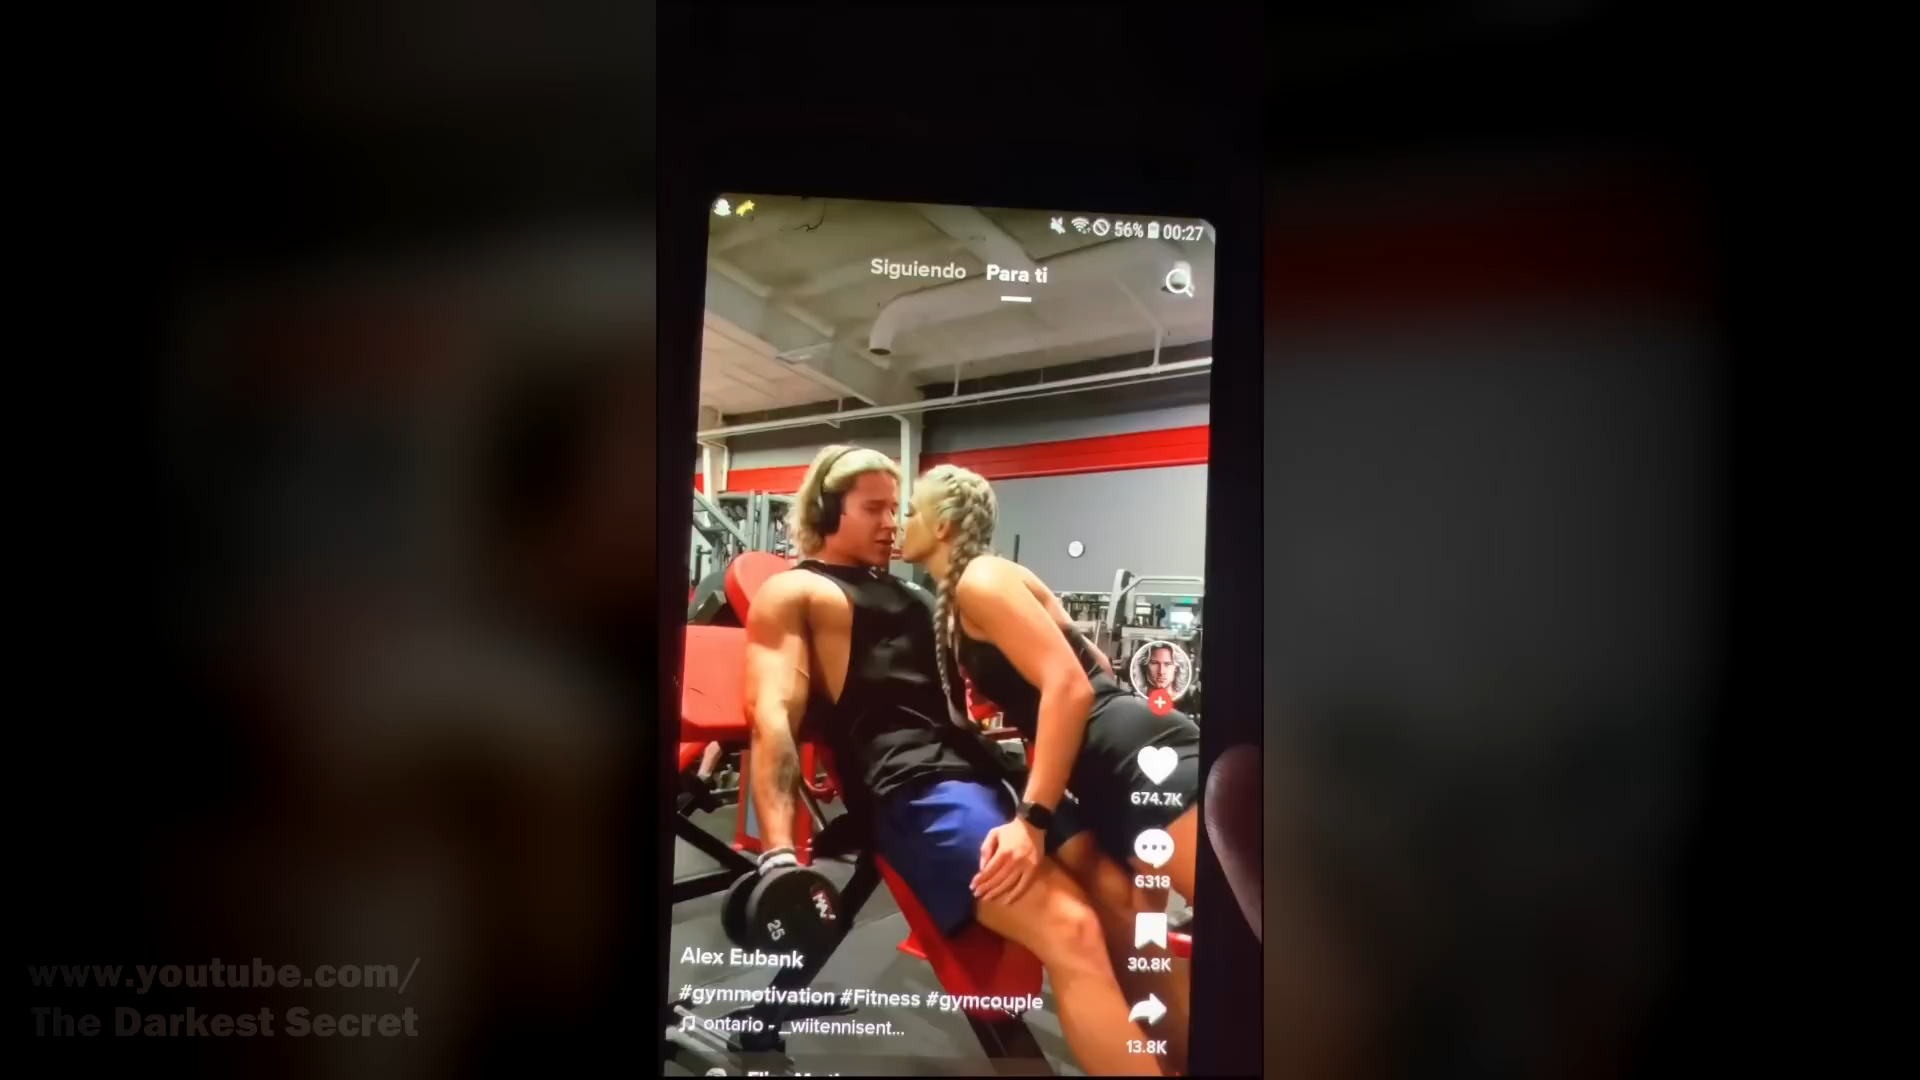 56% 00:27
Siguiendo Para ti
674.7K
6318
30.8K
13.8K
25
Alex Eubank
#gymmotivation #Fitness #gymcouple
ontario - _wiitennisent...
www.youtube.com/
The Darkest Secret